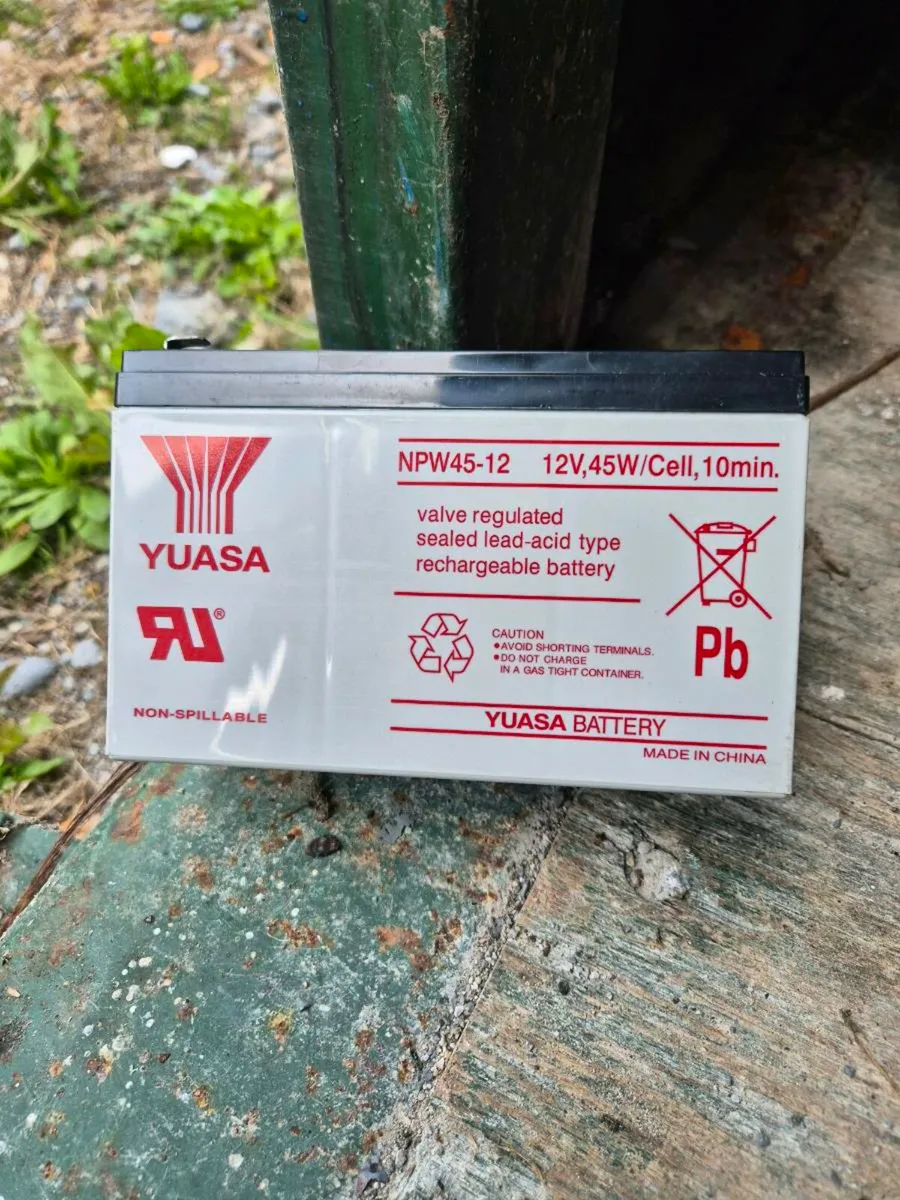 YUASA
NON-SPILLABLE
NPW45-12 12V,45W/Cell,10min.
valve regulated
sealed lead-acid type
rechargeable battery
CAUTION
•AVOID SHORTING TERMINALS.
•DO NOT CHARGE
IN A GAS TIGHT CONTAINER.
Pb
YUASA BATTERY
MADE IN CHINA